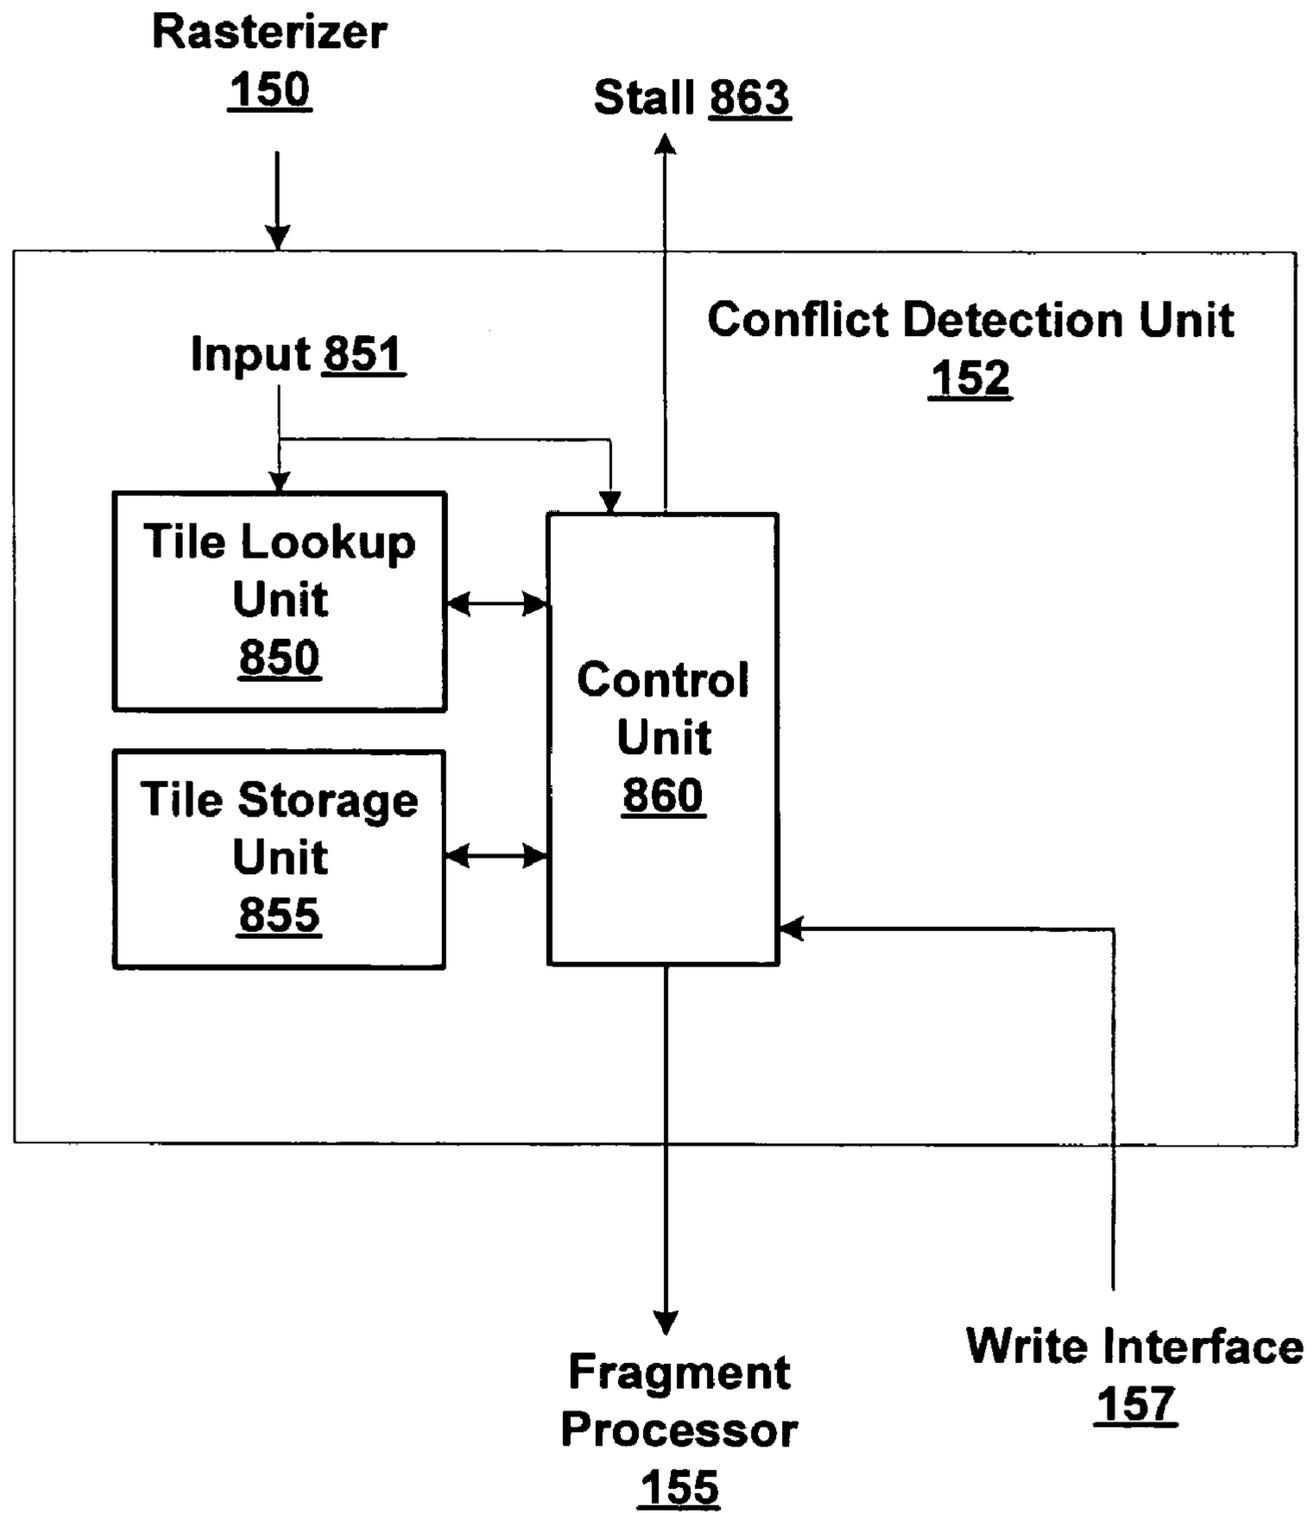 Rasterizer
150
Stall 863
Conflict Detection Unit
152
Input 851
Tile Lookup
Unit
850
Control
Unit
860
Tile Storage
Unit
855
Fragment
Processor
155
Write Interface
157